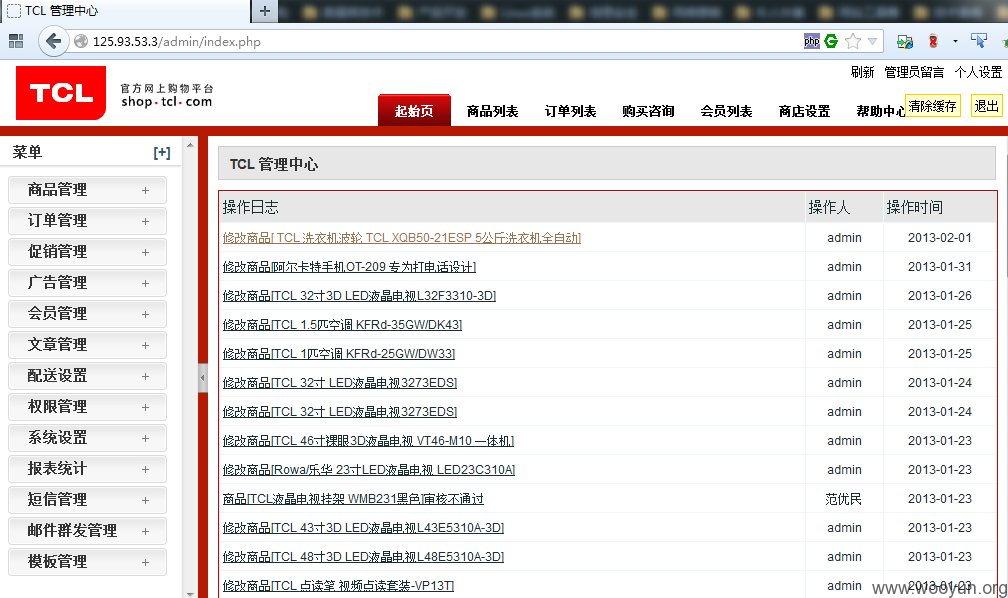 TCL 管理中心
125.93.53.3/admin/index.php
php
刷新 管理员留言 个人设置
TCL 官方网上购物平台
shop·tcl·com
起始页 商品列表 订单列表 购买咨询 会员列表 商店设置 帮助中心 清除缓存 退出
菜单 [+]
商品管理 +
订单管理 +
促销管理 +
广告管理 +
会员管理 +
文章管理 +
配送设置 +
权限管理 +
系统设置 +
报表统计 +
短信管理 +
邮件群发管理 +
模板管理 +
TCL 管理中心
操作日志 操作人 操作时间
修改商品[ TCL 洗衣机波轮 TCL XQB50-21ESP 5公斤洗衣机全自动] admin 2013-02-01
修改商品[阿尔卡特手机OT-209 专为打电话设计] admin 2013-01-31
修改商品[TCL 32寸3D LED液晶电视L32F3310-3D] admin 2013-01-26
修改商品[TCL 1.5匹空调 KFRd-35GW/DK43] admin 2013-01-25
修改商品[TCL 1匹空调 KFRd-25GW/DW33] admin 2013-01-25
修改商品[TCL 32寸 LED液晶电视3273EDS] admin 2013-01-24
修改商品[TCL 32寸 LED液晶电视3273EDS] admin 2013-01-24
修改商品[TCL 46寸裸眼3D液晶电视 VT46-M10 一体机] admin 2013-01-23
修改商品[Rowa/乐华 23寸LED液晶电视 LED23C310A] admin 2013-01-23
商品[TCL液晶电视挂架 WMB231黑色]审核不通过 范优民 2013-01-23
修改商品[TCL 43寸3D LED液晶电视L43E5310A-3D] admin 2013-01-23
修改商品[TCL 48寸3D LED液晶电视L48E5310A-3D] admin 2013-01-23
修改商品[TCL 点读笔 视频点读套装-VP13T] admin 2013-01-23
www.wooyun.org